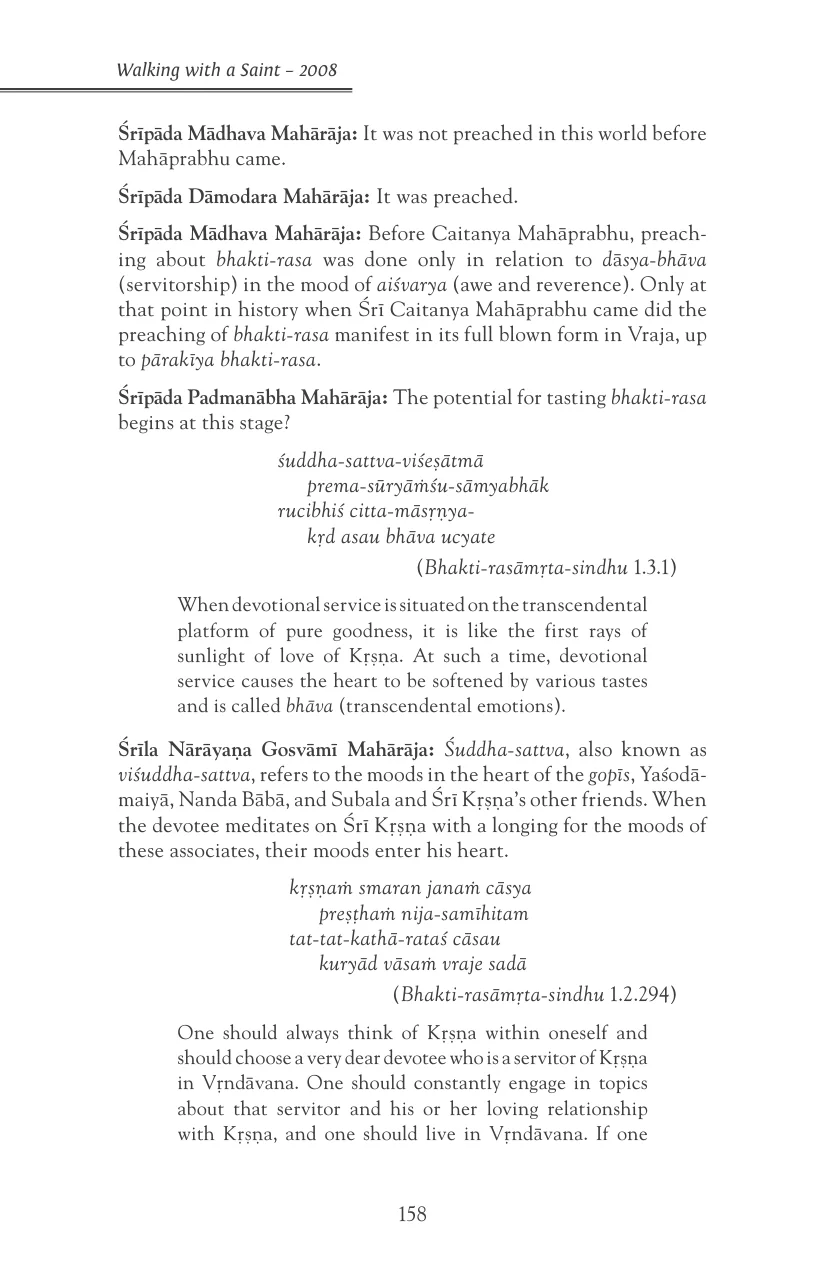 Walking with a Saint – 2008
Śrīpāda Mādhava Mahārāja: It was not preached in this world before
Mahāprabhu came.
Śrīpāda Dāmodara Mahārāja: It was preached.
Śrīpāda Mādhava Mahārāja: Before Caitanya Mahāprabhu, preach-
ing about bhakti-rasa was done only in relation to dāsya-bhāva
(servitorship) in the mood of aiśvarya (awe and reverence). Only at
that point in history when Śrī Caitanya Mahāprabhu came did the
preaching of bhakti-rasa manifest in its full blown form in Vraja, up
to pārakīya bhakti-rasa.
Śrīpāda Padmanābha Mahārāja: The potential for tasting bhakti-rasa
begins at this stage?
śuddha-sattva-viśeṣātmā
prema-sūryāṁśu-sāmyabhāk
rucibhiś citta-māsṛṇya-
kṛd asau bhāva ucyate
(Bhakti-rasāmṛta-sindhu 1.3.1)
When devotional service is situated on the transcendental
platform of pure goodness, it is like the first rays of
sunlight of love of Kṛṣṇa. At such a time, devotional
service causes the heart to be softened by various tastes
and is called bhāva (transcendental emotions).
Śrīla Nārāyaṇa Gosvāmī Mahārāja: Śuddha-sattva, also known as
viśuddha-sattva, refers to the moods in the heart of the gopīs, Yaśodā-
maiyā, Nanda Bābā, and Subala and Śrī Kṛṣṇa's other friends. When
the devotee meditates on Śrī Kṛṣṇa with a longing for the moods of
these associates, their moods enter his heart.
kṛṣṇaṁ smaran janaṁ cāsya
preṣṭhaṁ nija-samīhitam
tat-tat-kathā-rataś cāsau
kuryād vāsaṁ vraje sadā
(Bhakti-rasāmṛta-sindhu 1.2.294)
One should always think of Kṛṣṇa within oneself and
should choose a very dear devotee who is a servitor of Kṛṣṇa
in Vṛndāvana. One should constantly engage in topics
about that servitor and his or her loving relationship
with Kṛṣṇa, and one should live in Vṛndāvana. If one
158